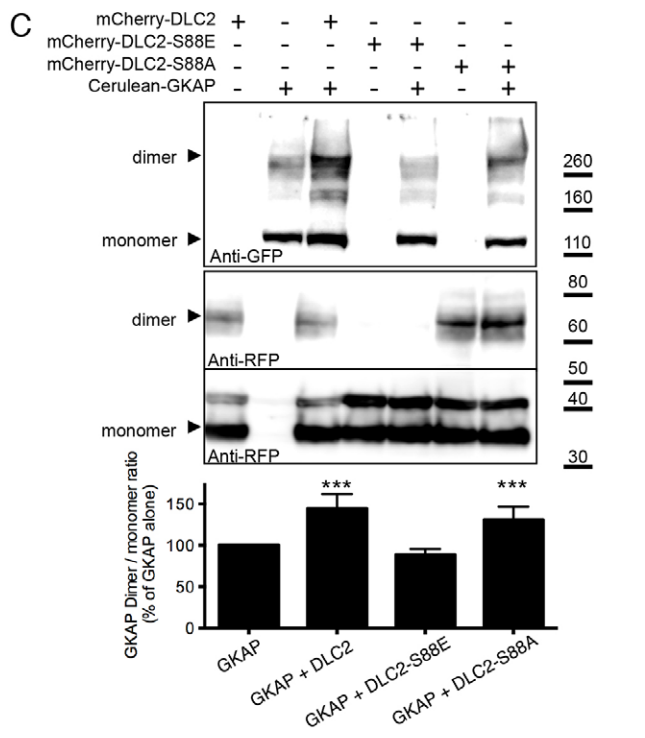 C
mCherry-DLC2 + - + - - - -
mCherry-DLC2-S88E - - - + + - -
mCherry-DLC2-S88A - - - - - + +
Cerulean-GKAP - + + - + - +
dimer
260
160
monomer
110
Anti-GFP
80
dimer
60
Anti-RFP
50
40
monomer
Anti-RFP
30
GKAP Dimer / monomer ratio
(% of GKAP alone)
150
100
50
0
***
***
GKAP
GKAP + DLC2
GKAP + DLC2-S88E
GKAP + DLC2-S88A